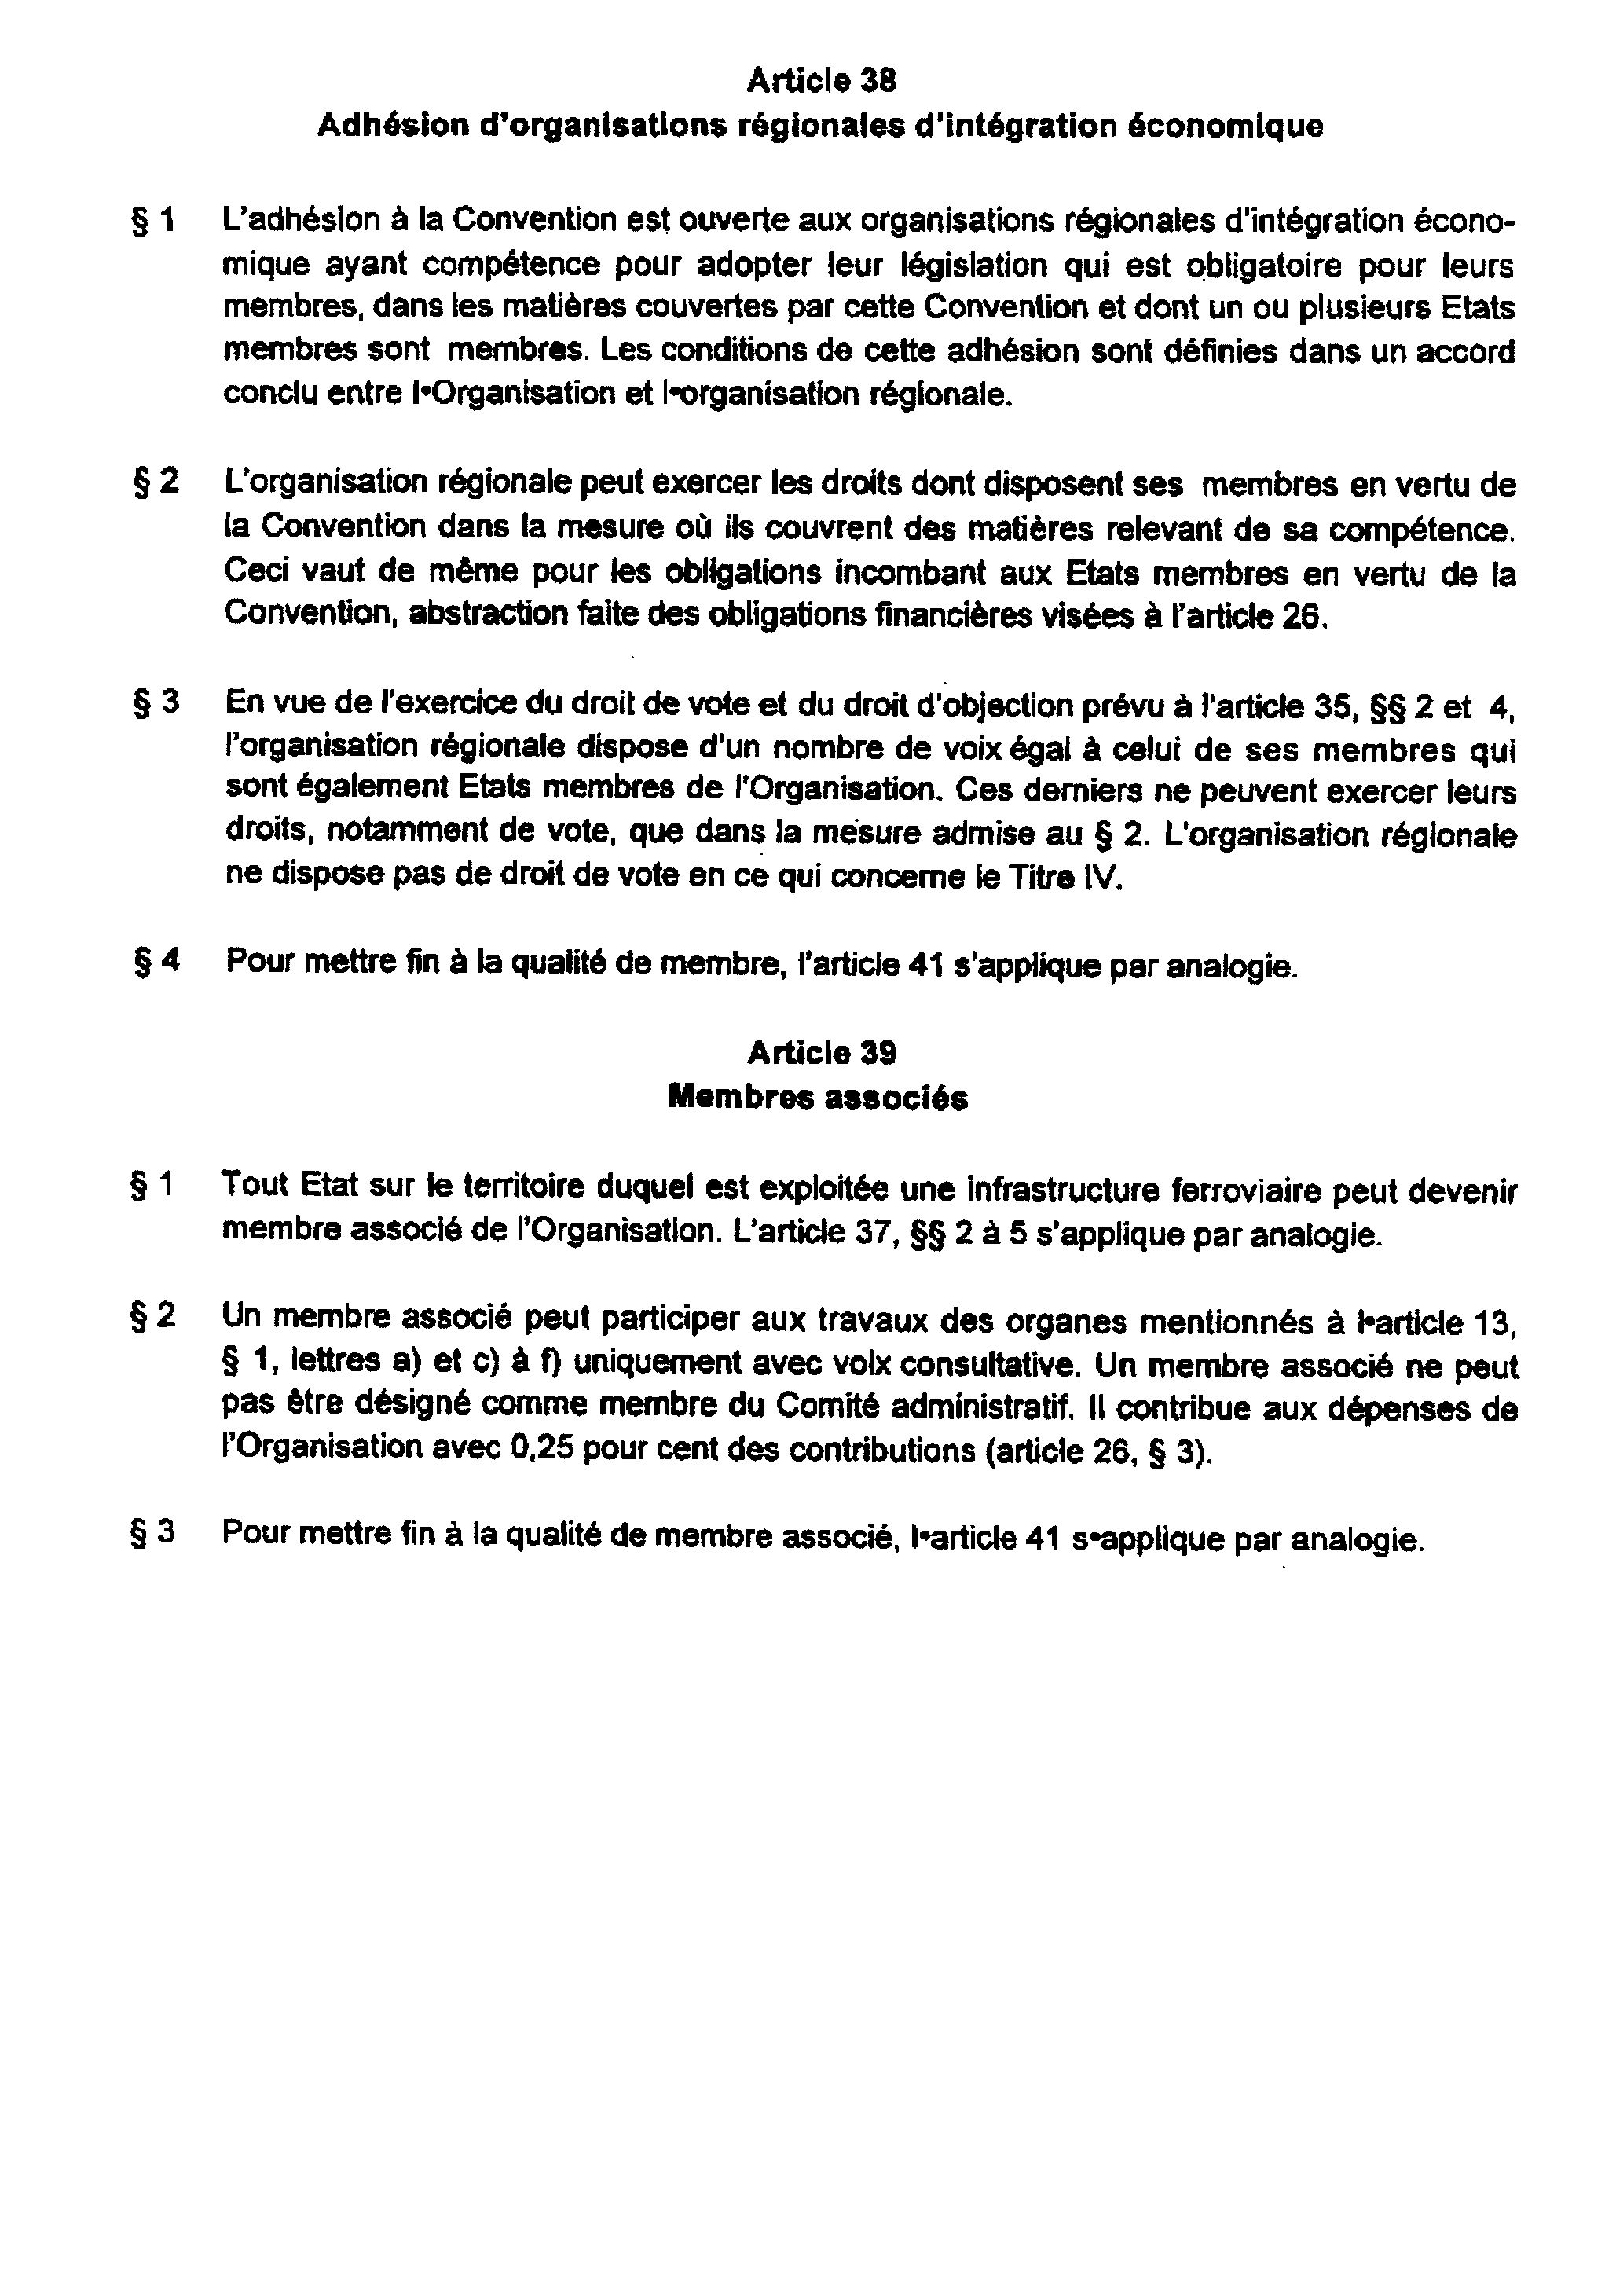 Article 38
Adhésion d'organisations régionales d'intégration économique
§ 1 L'adhésion à la Convention est ouverte aux organisations régionales d'intégration écono-
mique ayant compétence pour adopter leur législation qui est obligatoire pour leurs
membres, dans les matières couvertes par cette Convention et dont un ou plusieurs Etats
membres sont membres. Les conditions de cette adhésion sont définies dans un accord
conclu entre l•Organisation et l•organisation régionale.
§ 2 L'organisation régionale peut exercer les droits dont disposent ses membres en vertu de
la Convention dans la mesure où ils couvrent des matières relevant de sa compétence.
Ceci vaut de même pour les obligations incombant aux Etats membres en vertu de la
Convention, abstraction faite des obligations financières visées à l'article 26.
§ 3 En vue de l'exercice du droit de vote et du droit d'objection prévu à l'article 35, §§ 2 et 4,
l'organisation régionale dispose d'un nombre de voix égal à celui de ses membres qui
sont également Etats membres de l'Organisation. Ces derniers ne peuvent exercer leurs
droits, notamment de vote, que dans la mesure admise au § 2. L'organisation régionale
ne dispose pas de droit de vote en ce qui concerne le Titre IV.
§ 4 Pour mettre fin à la qualité de membre, l'article 41 s'applique par analogie.
Article 39
Membres associés
§ 1 Tout Etat sur le territoire duquel est exploitée une infrastructure ferroviaire peut devenir
membre associé de l'Organisation. L'article 37, §§ 2 à 5 s'applique par analogie.
§ 2 Un membre associé peut participer aux travaux des organes mentionnés à l•article 13,
§ 1, lettres a) et c) à f) uniquement avec voix consultative. Un membre associé ne peut
pas être désigné comme membre du Comité administratif. Il contribue aux dépenses de
l'Organisation avec 0,25 pour cent des contributions (article 26, § 3).
§ 3 Pour mettre fin à la qualité de membre associé, l•article 41 s•applique par analogie.